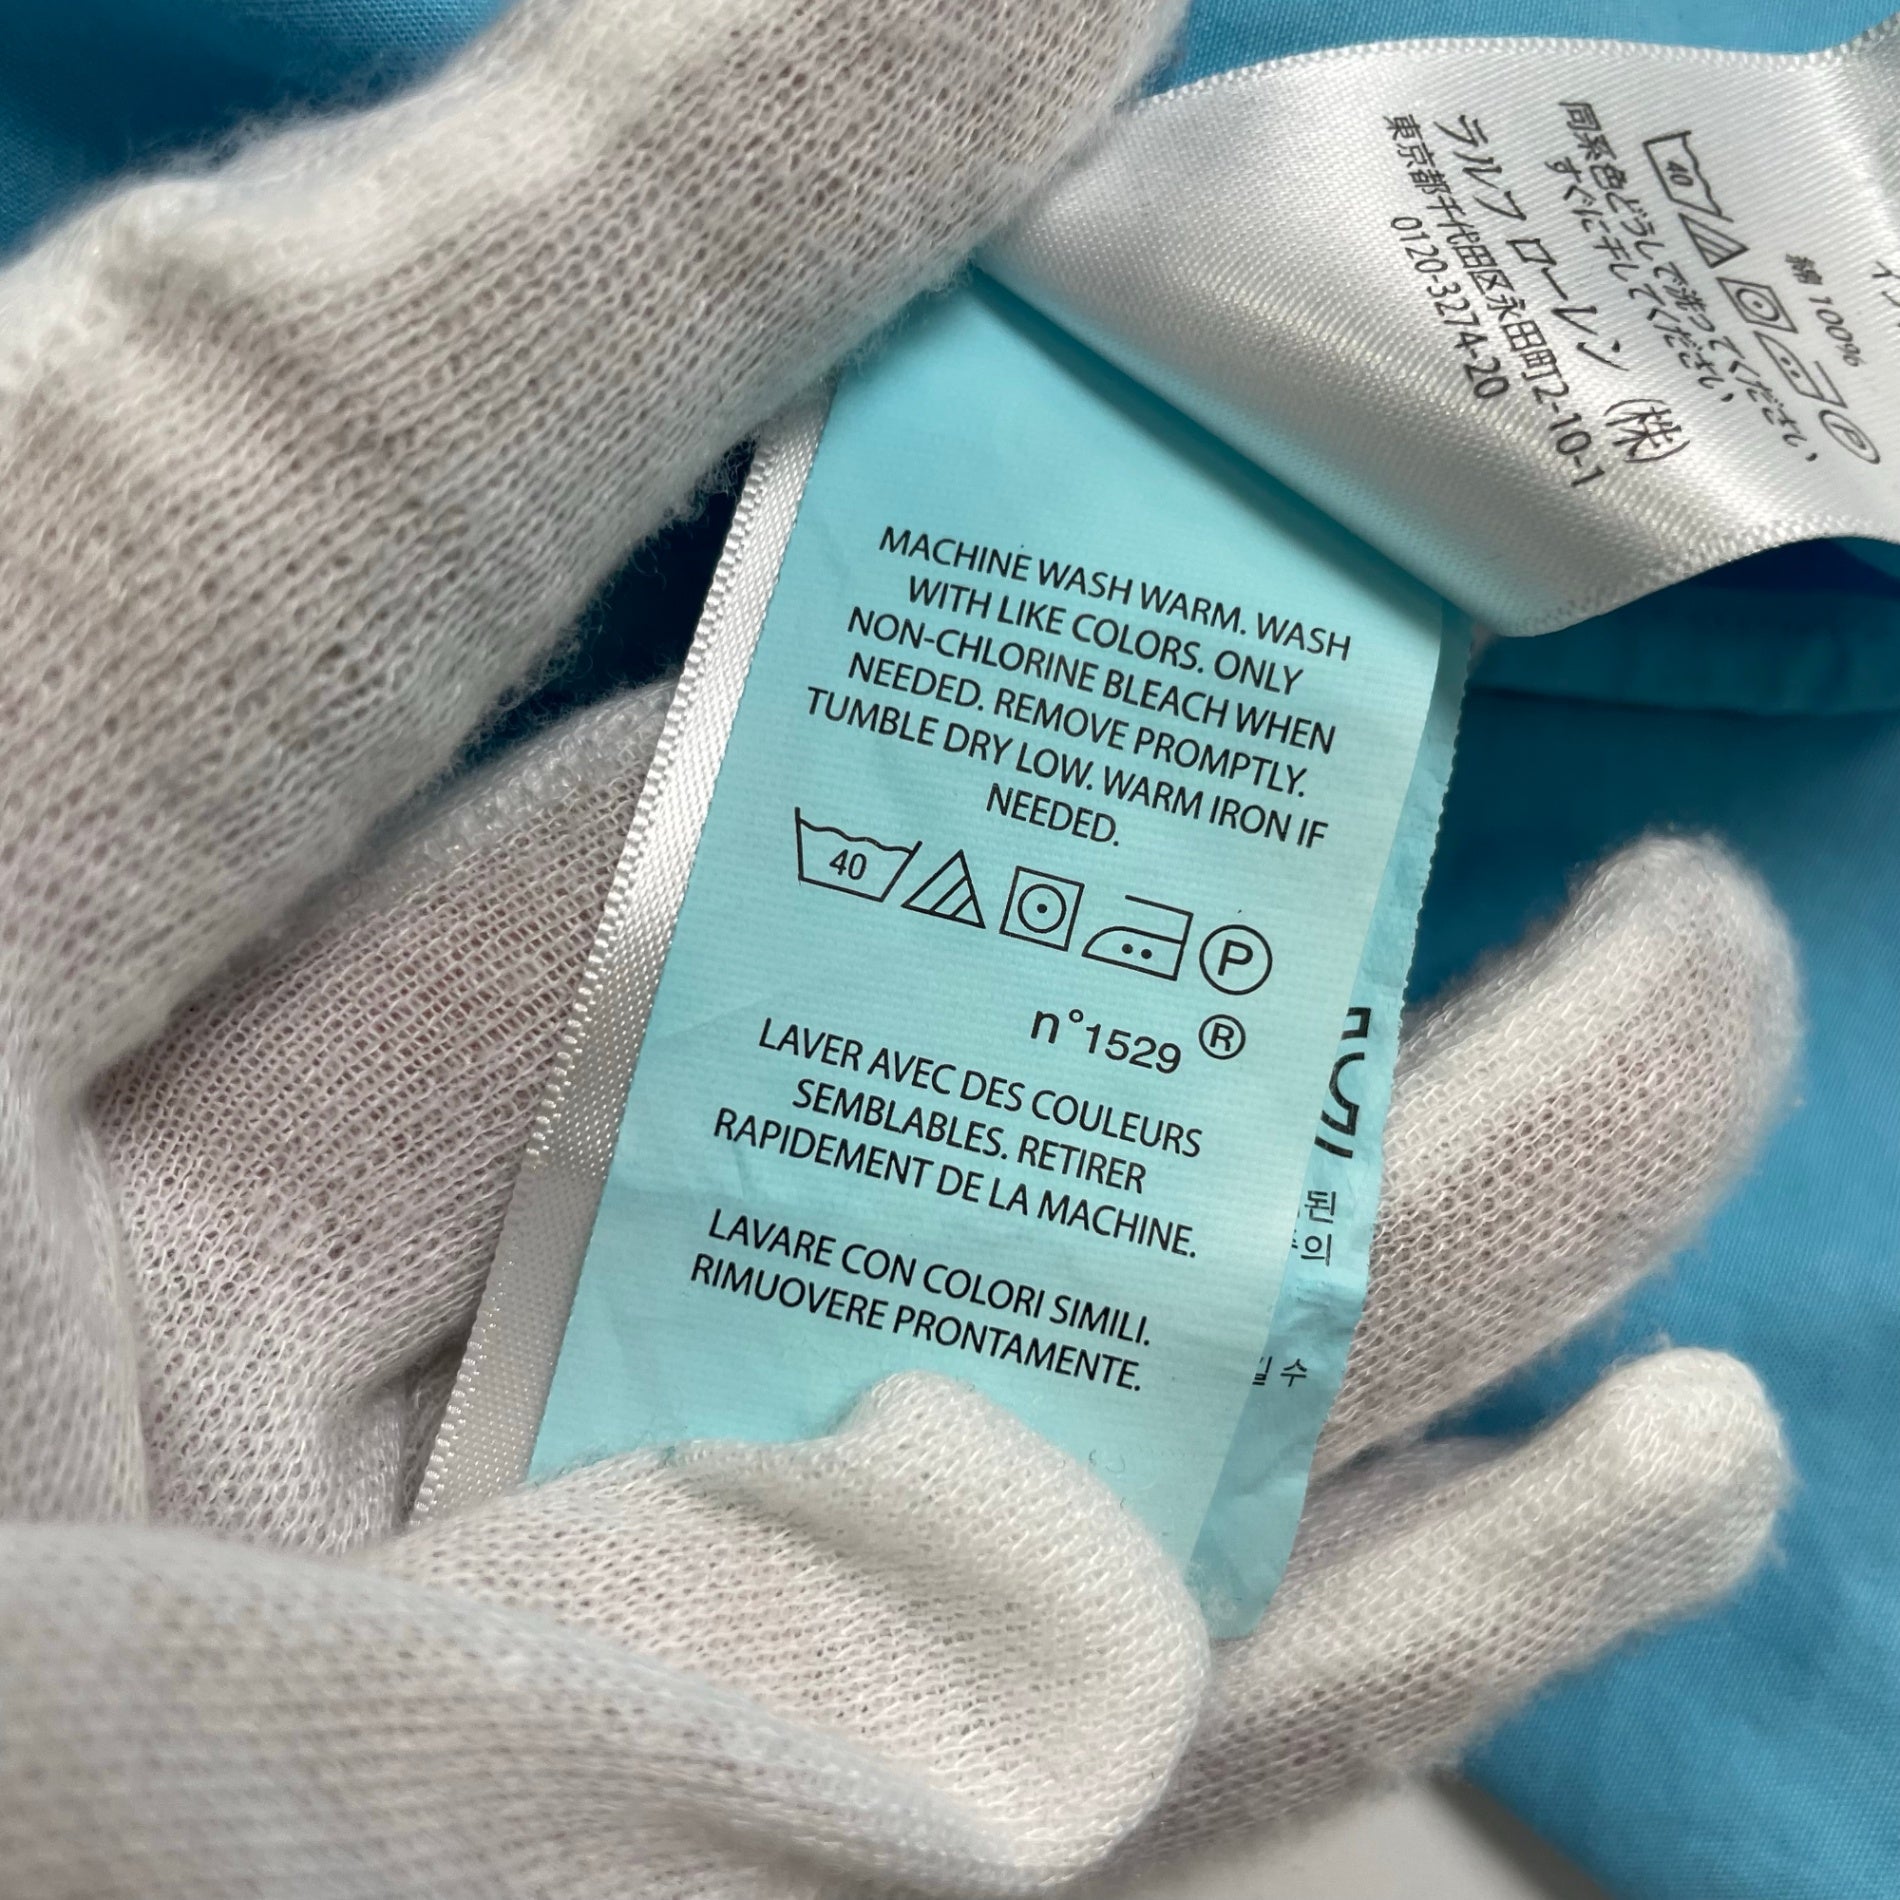 MACHINE WASH WARM. WASH
WITH LIKE COLORS. ONLY
NON-CHLORINE BLEACH WHEN
NEEDED. REMOVE PROMPTLY.
TUMBLE DRY LOW. WARM IRON IF
NEEDED.
40 P
n°1529 ®
LAVER AVEC DES COULEURS
SEMBLABLES. RETIRER
RAPIDEMENT DE LA MACHINE.
LAVARE CON COLORI SIMILI.
RIMUOVERE PRONTAMENTE.
綿 100%
40 P
同系色どうしで洗ってください,
すぐに干してください,
ラルフ ローレン (株)
東京都千代田区永田町2-10-1
0120-3274-20
된
의
수